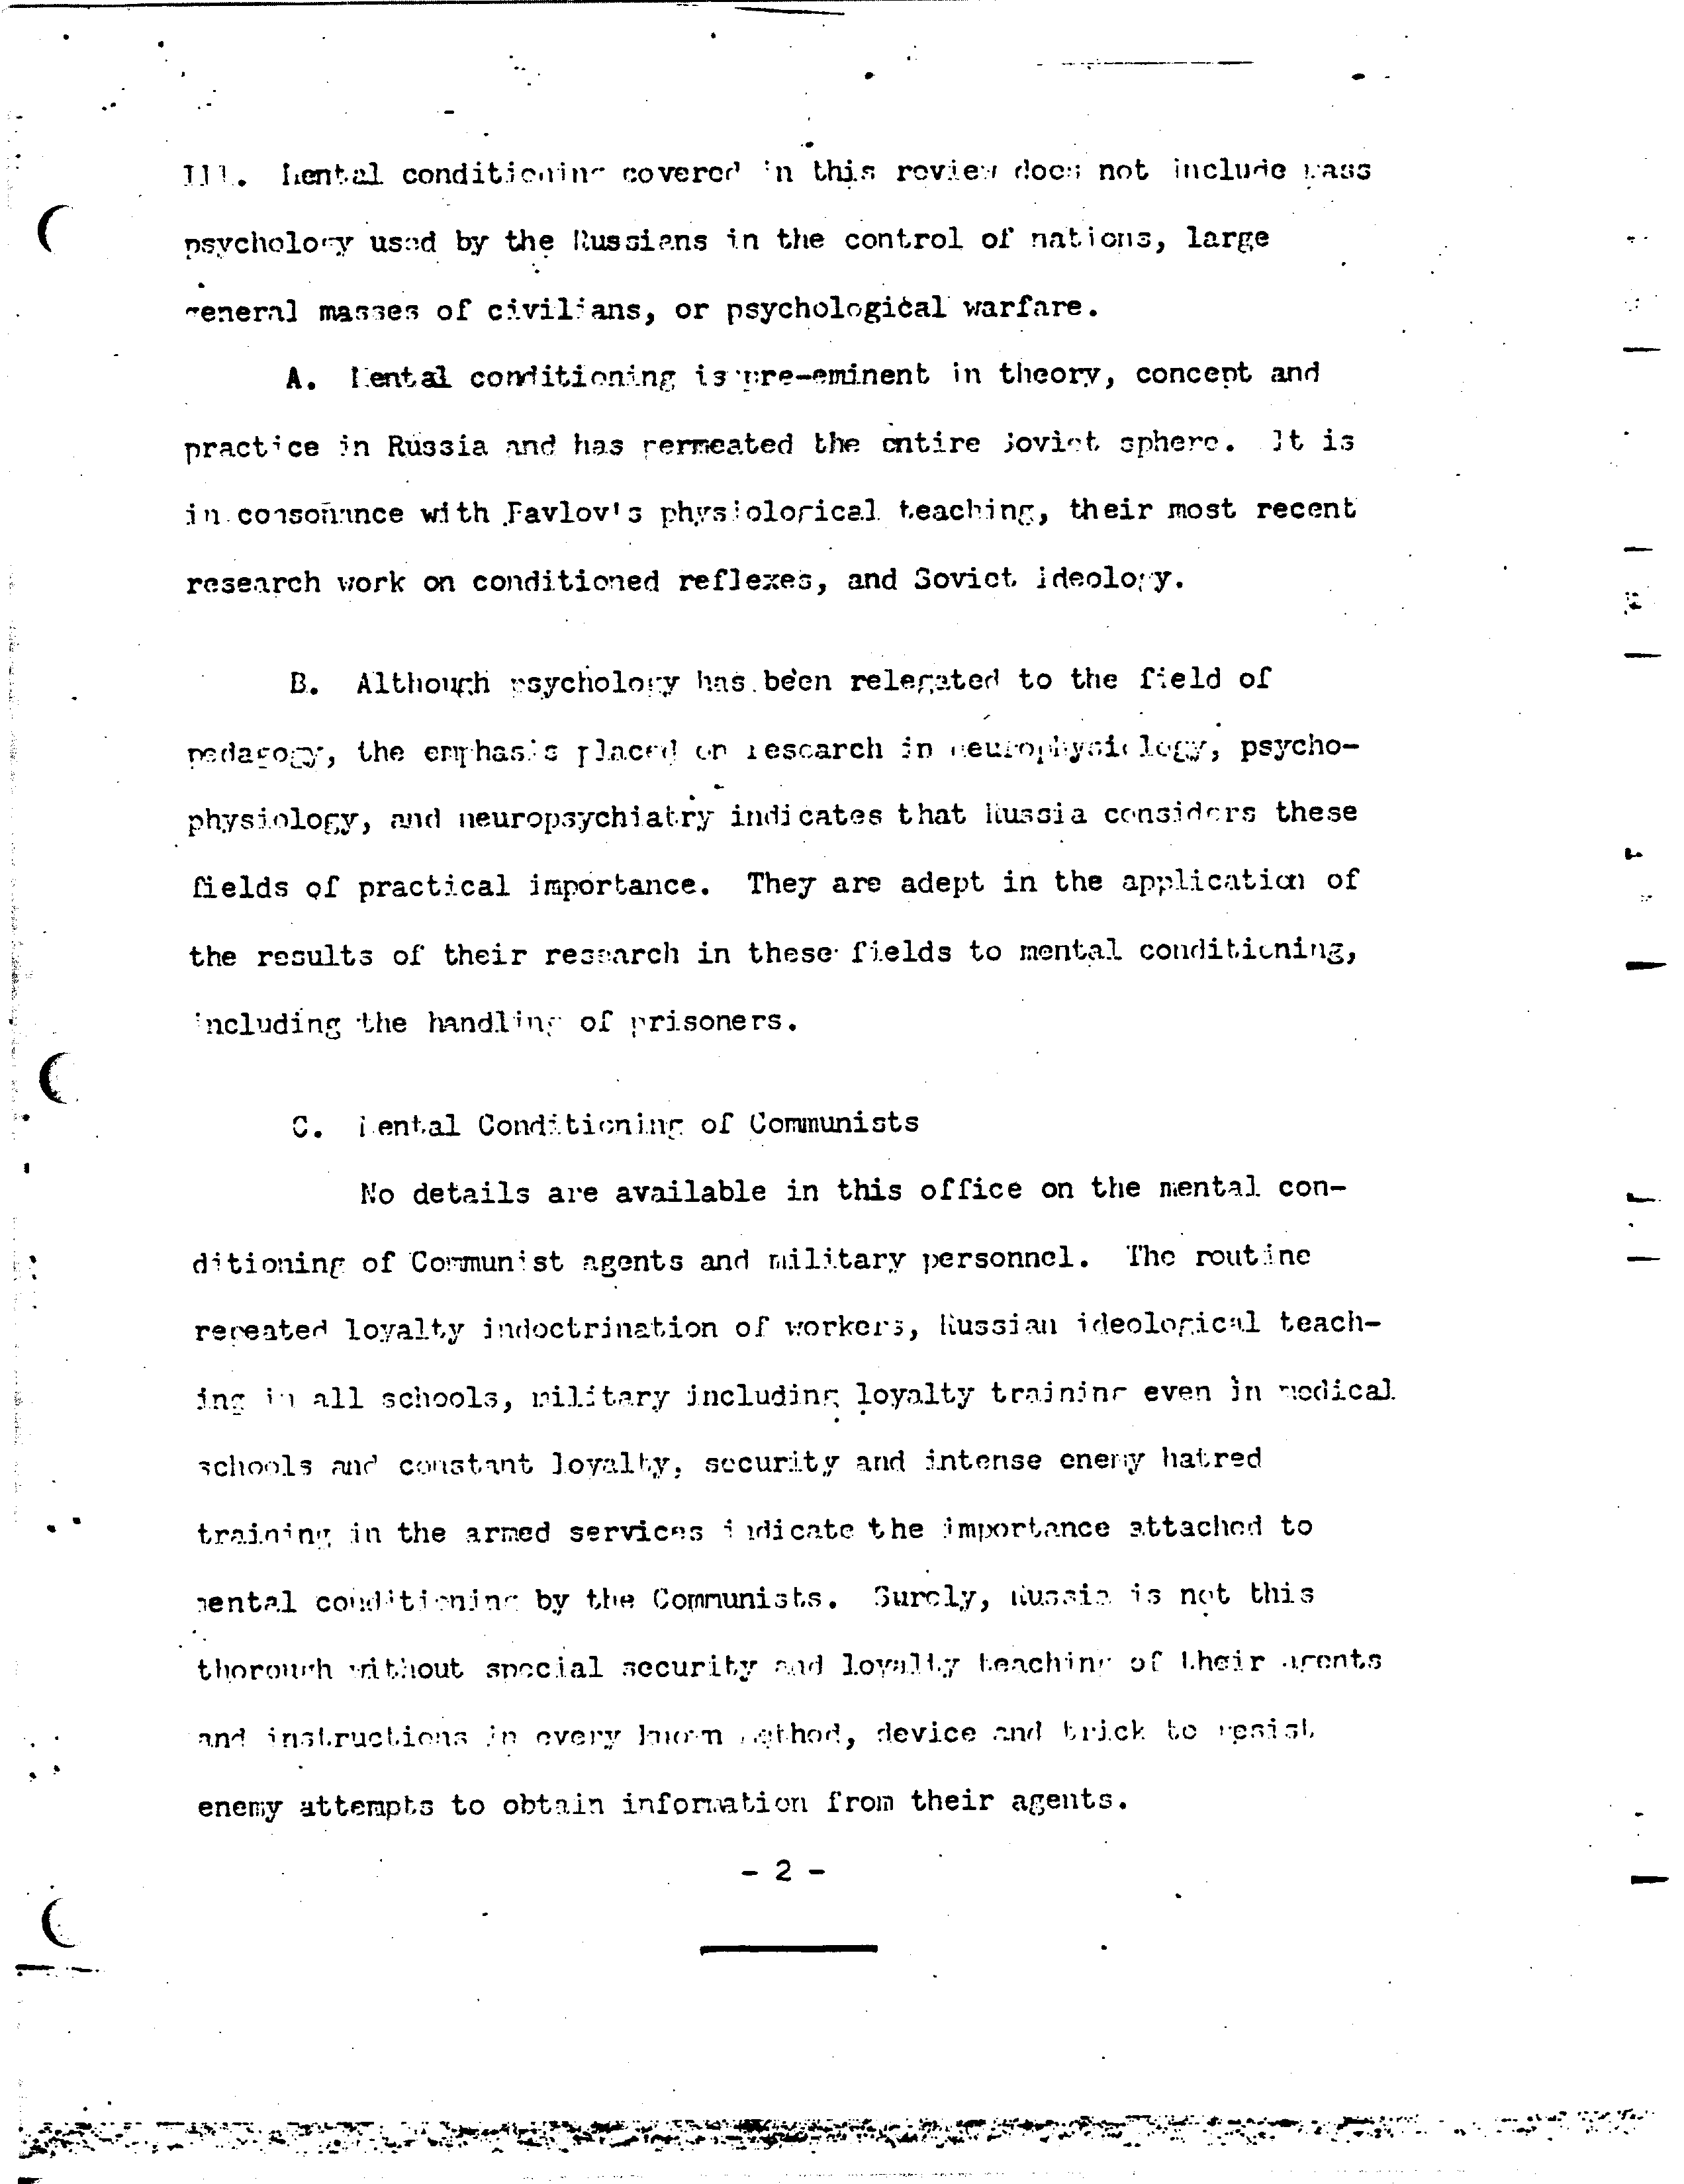 III. Mental conditioning covered in this review does not include mass
psychology used by the Russians in the control of nations, large
general masses of civilians, or psychological warfare.
A. Mental conditioning is pre-eminent in theory, concept and
practice in Russia and has permeated the entire Soviet sphere. It is
in consonance with Pavlov's physiological teaching, their most recent
research work on conditioned reflexes, and Soviet ideology.
B. Although psychology has been relegated to the field of
pedagogy, the emphasis placed on research in neurophysiology, psycho-
physiology, and neuropsychiatry indicates that Russia considers these
fields of practical importance. They are adept in the application of
the results of their research in these fields to mental conditioning,
including the handling of prisoners.
C. Mental Conditioning of Communists
No details are available in this office on the mental con-
ditioning of Communist agents and military personnel. The routine
repeated loyalty indoctrination of workers, Russian ideological teach-
ing in all schools, military including loyalty training even in medical
schools and constant loyalty, security and intense enemy hatred
training in the armed services indicate the importance attached to
mental conditioning by the Communists. Surely, Russia is not this
thorough without special security and loyalty teaching of their agents
and instructions in every known method, device and trick to resist
enemy attempts to obtain information from their agents.
- 2 -